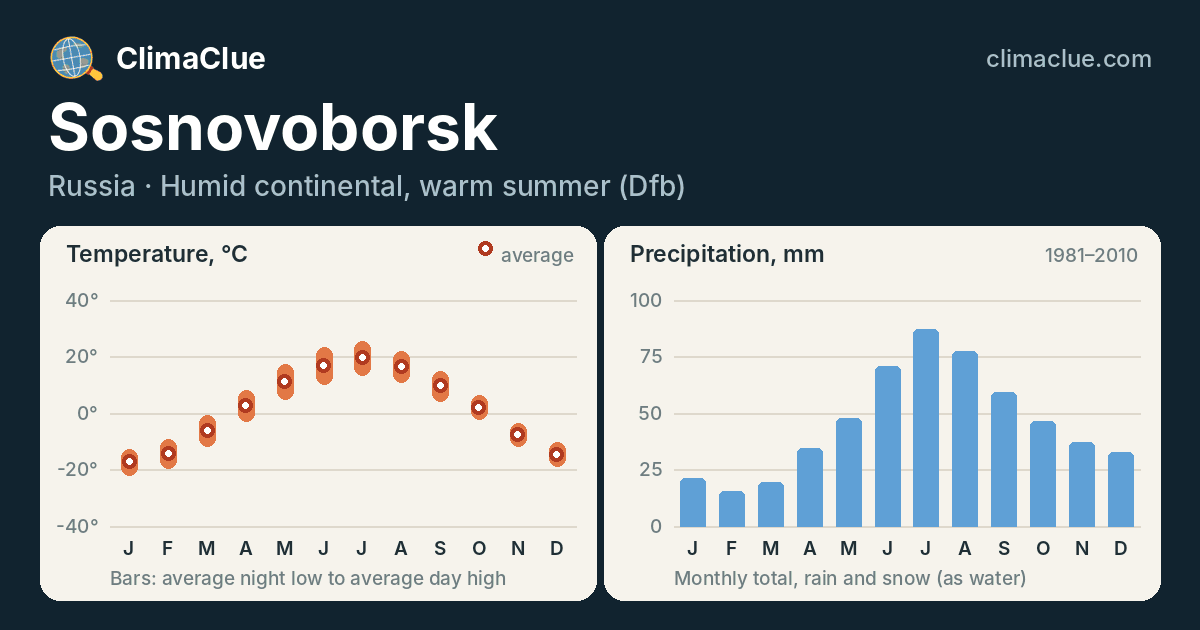 ClimaClue
climaclue.com
Sosnovoborsk
Russia · Humid continental, warm summer (Dfb)
Temperature, °C
average
40°
20°
0°
-20°
-40°
J F M A M J J A S O N D
Bars: average night low to average day high
Precipitation, mm
1981–2010
100
75
50
25
0
J F M A M J J A S O N D
Monthly total, rain and snow (as water)